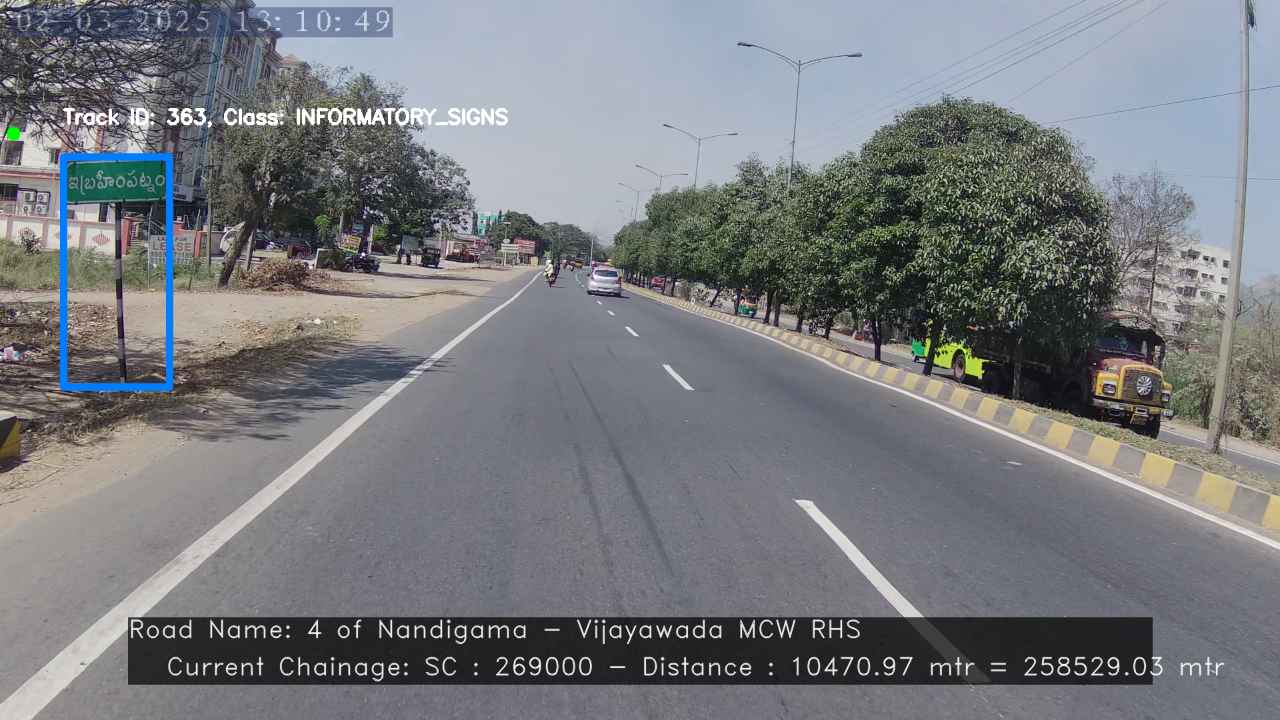 02-03-2025 13:10:49
Track ID: 363, Class: INFORMATORY_SIGNS
ఇబ్రహీంపట్నం
Road Name: 4 of Nandigama - Vijayawada MCW RHS
Current Chainage: SC : 269000 - Distance : 10470.97 mtr = 258529.03 mtr